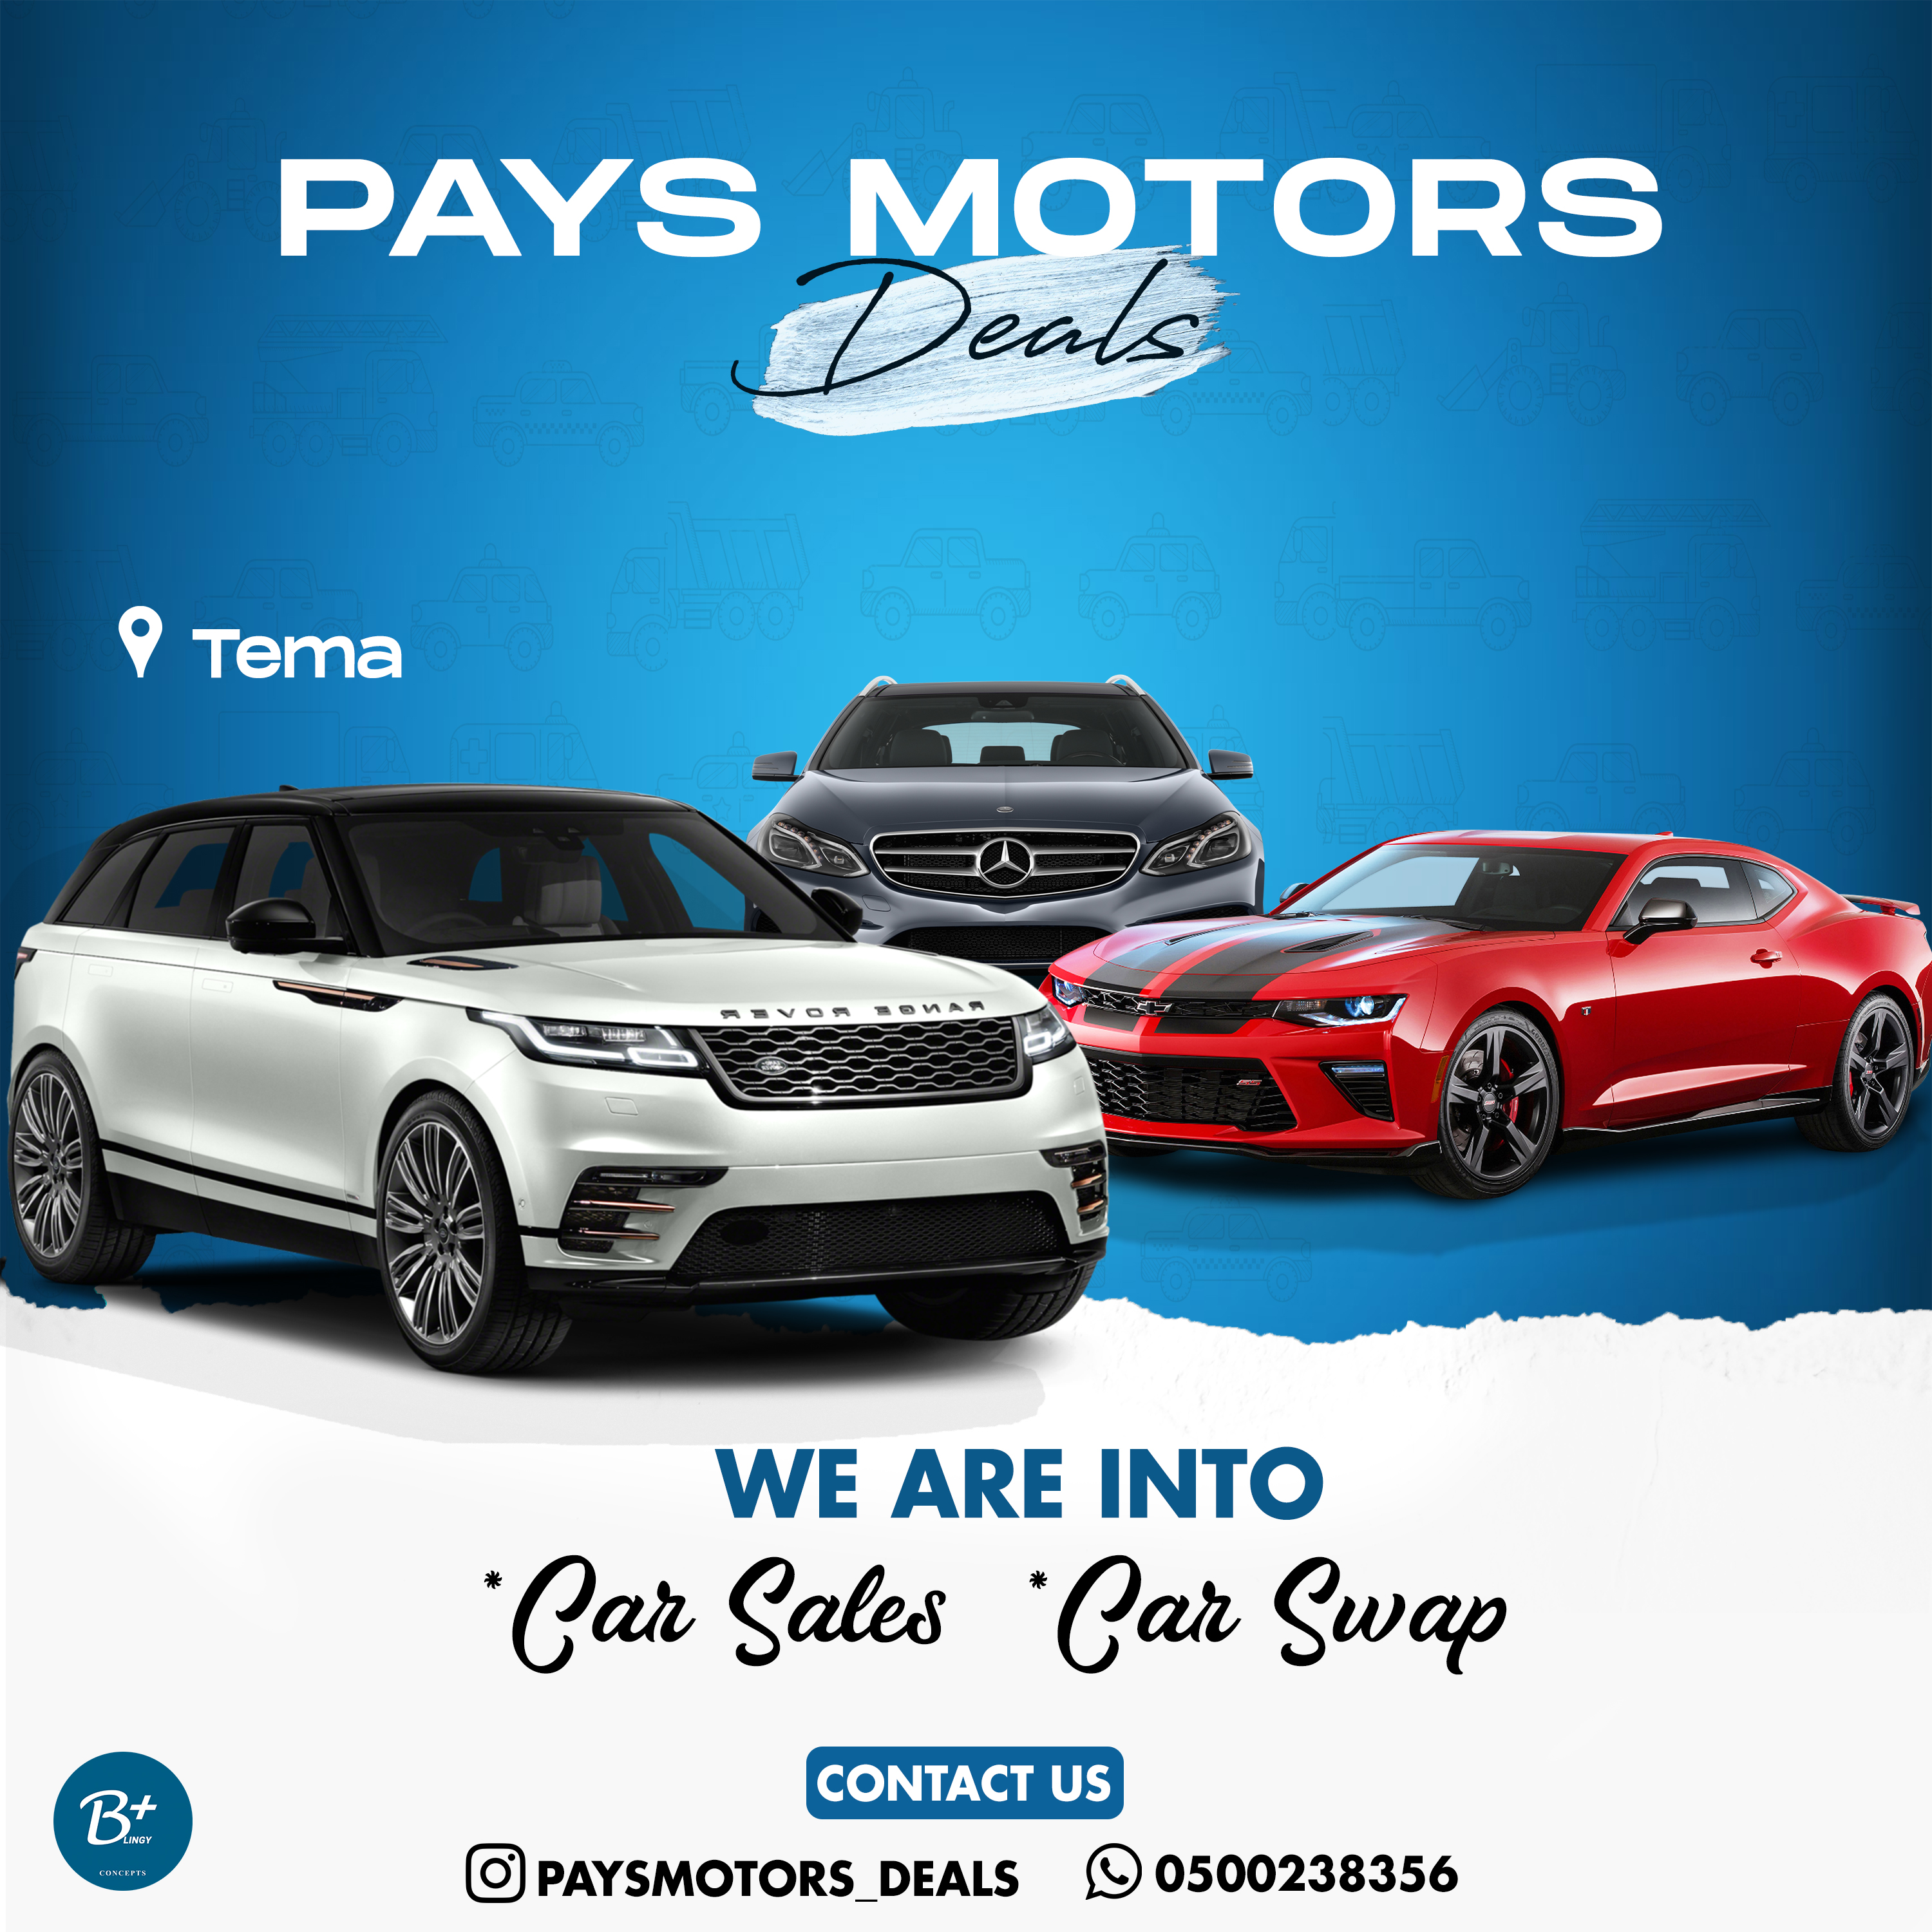 PAYS MOTORS
Deals
Tema
RANGE ROVER
WE ARE INTO
*Car Sales *Car Swap
CONTACT US
B+
LINGY
CONCEPTS
PAYSMOTORS_DEALS
0500238356